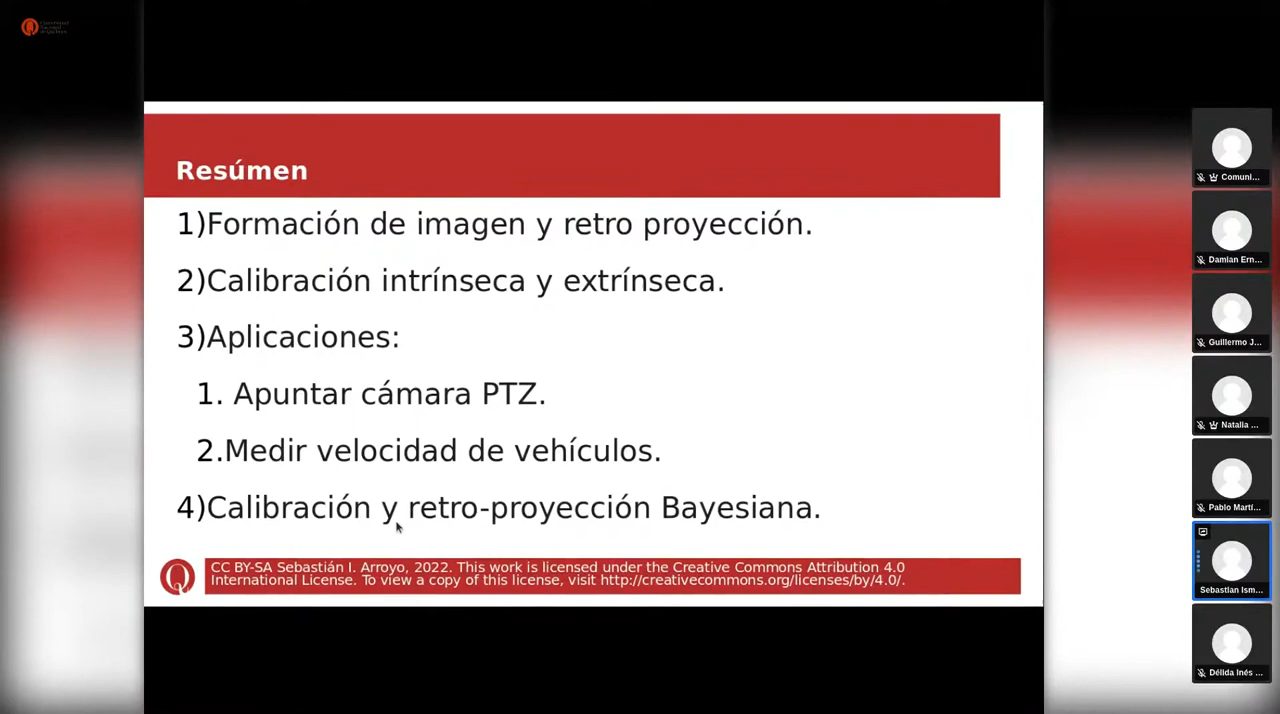 Resúmen
1)Formación de imagen y retro proyección.
2)Calibración intrínseca y extrínseca.
3)Aplicaciones:
1. Apuntar cámara PTZ.
2.Medir velocidad de vehículos.
4)Calibración y retro-proyección Bayesiana.
CC BY-SA Sebastián I. Arroyo, 2022. This work is licensed under the Creative Commons Attribution 4.0
International License. To view a copy of this license, visit http://creativecommons.org/licenses/by/4.0/.
Comuni...
Damian Ern...
Guillermo J...
Natalia ...
Pablo Martí...
Sebastian Ism...
Délida Inés ...